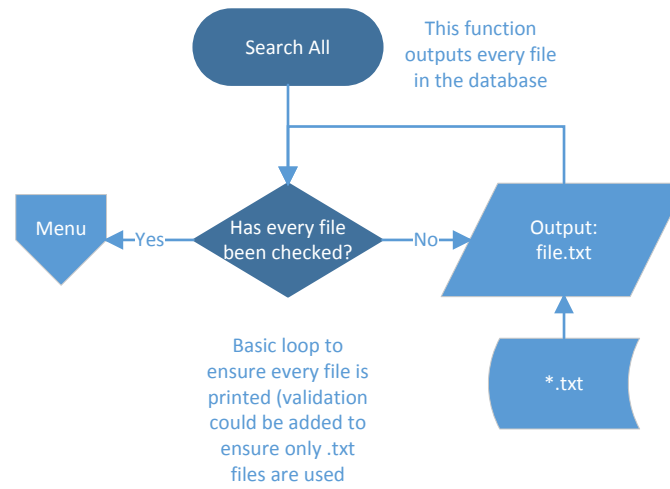 Search All
This function
outputs every file
in the database
Menu
Yes
Has every file
been checked?
No
Output:
file.txt
Basic loop to
ensure every file is
printed (validation
could be added to
ensure only .txt
files are used
*.txt